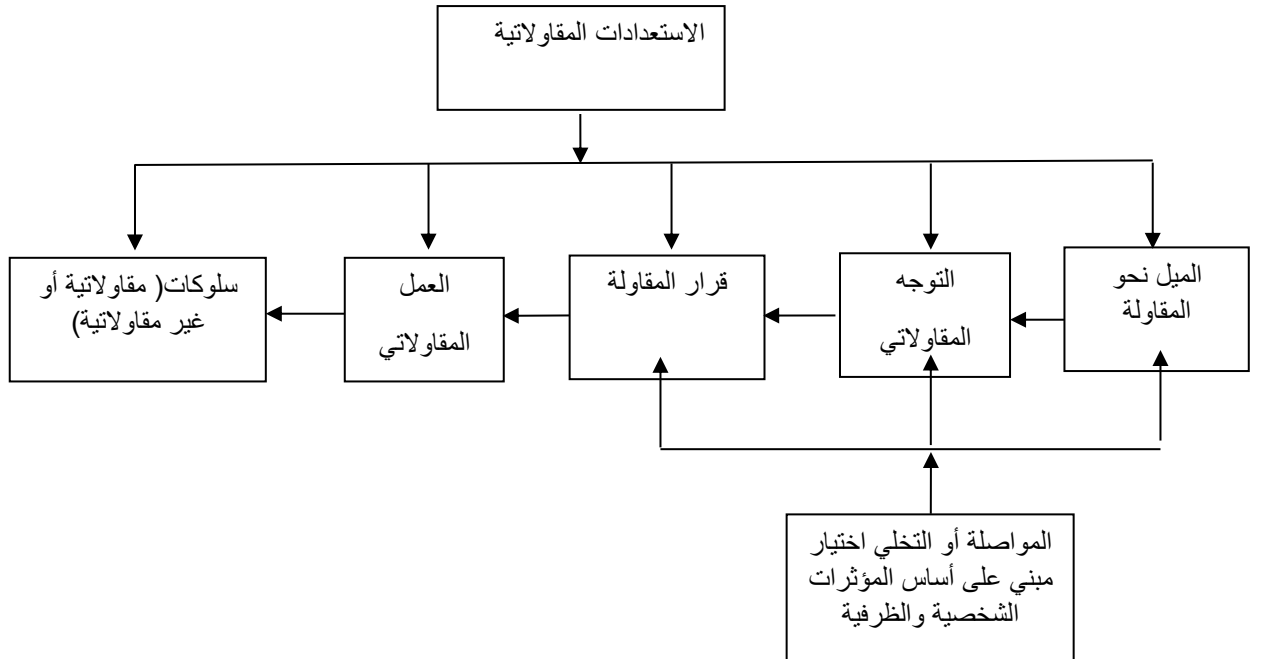 الاستعدادات المقاولاتية
الميل نحو
المقاولة
التوجه
المقاولاتي
قرار المقاولة
العمل
المقاولاتي
سلوكات( مقاولاتية أو
غير مقاولاتية)
المواصلة أو التخلي اختيار
مبني على أساس المؤثرات
الشخصية والظرفية